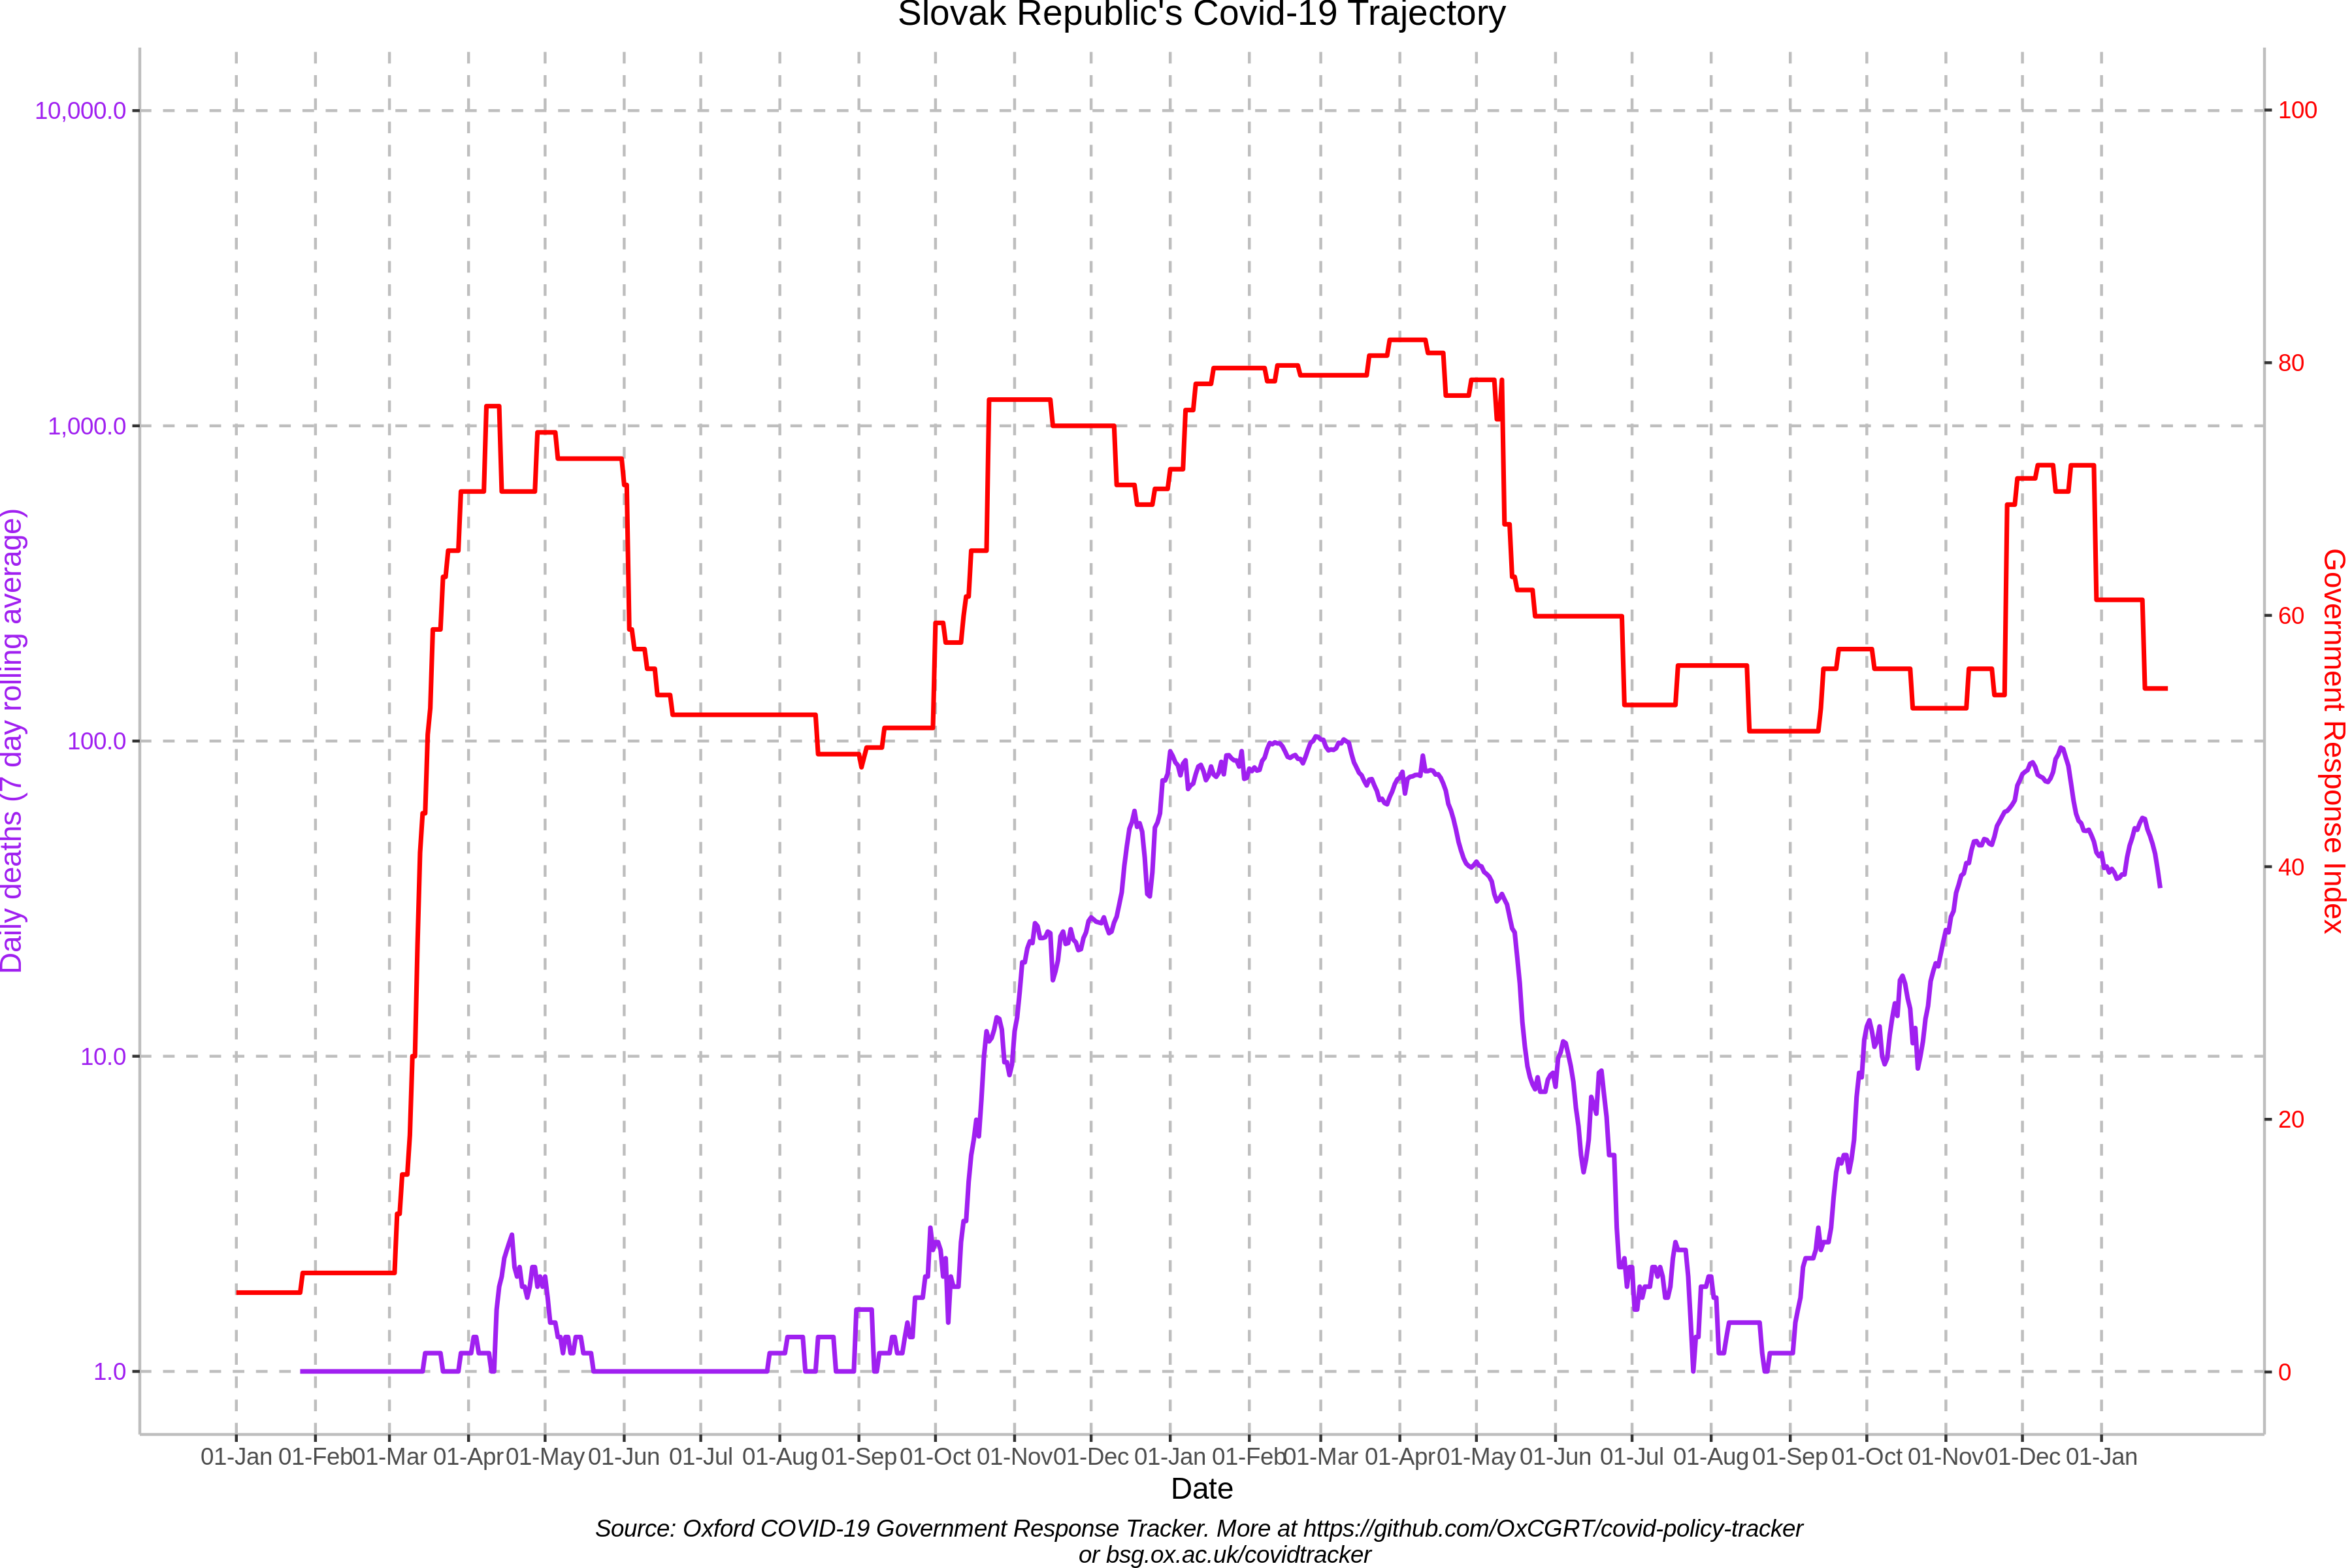 Slovak Republic's Covid-19 Trajectory
10,000.0
1,000.0
100.0
10.0
1.0
Daily deaths (7 day rolling average)
100
80
60
40
20
0
Government Response Index
01-Jan 01-Feb 01-Mar 01-Apr 01-May 01-Jun 01-Jul 01-Aug 01-Sep 01-Oct 01-Nov 01-Dec 01-Jan 01-Feb 01-Mar 01-Apr 01-May 01-Jun 01-Jul 01-Aug 01-Sep 01-Oct 01-Nov 01-Dec 01-Jan
Date
Source: Oxford COVID-19 Government Response Tracker. More at https://github.com/OxCGRT/covid-policy-tracker
or bsg.ox.ac.uk/covidtracker